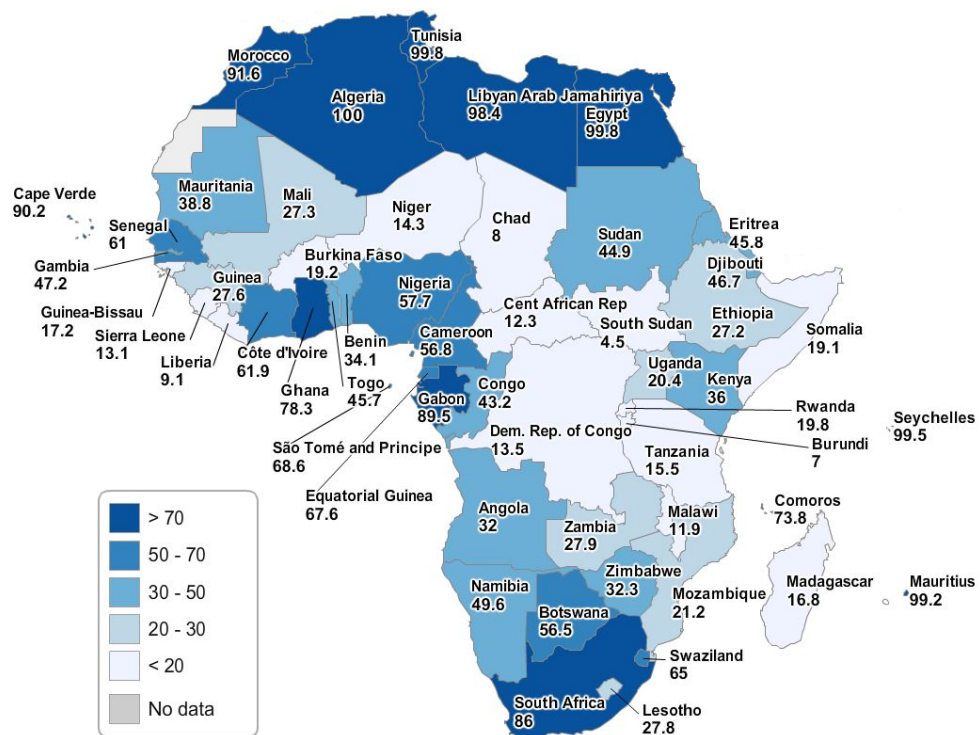 Tunisia
99.8
Morocco
91.6
Algeria
100
Libyan Arab Jamahiriya
98.4
Egypt
99.8
Cape Verde
90.2
Mauritania
38.8
Mali
27.3
Niger
14.3
Chad
8
Sudan
44.9
Eritrea
45.8
Senegal
61
Gambia
47.2
Guinea-Bissau
17.2
Guinea
27.6
Sierra Leone
13.1
Liberia
9.1
Côte d'Ivoire
61.9
Burkina Faso
19.2
Ghana
78.3
Togo
45.7
Benin
34.1
Nigeria
57.7
Cameroon
56.8
Cent African Rep
12.3
South Sudan
4.5
Djibouti
46.7
Ethiopia
27.2
Somalia
19.1
Uganda
20.4
Kenya
36
Gabon
89.5
Congo
43.2
São Tomé and Principe
68.6
Equatorial Guinea
67.6
Dem. Rep. of Congo
13.5
Rwanda
19.8
Burundi
7
Seychelles
99.5
Tanzania
15.5
Angola
32
Zambia
27.9
Malawi
11.9
Comoros
73.8
Namibia
49.6
Botswana
56.5
Zimbabwe
32.3
Mozambique
21.2
Madagascar
16.8
Mauritius
99.2
Swaziland
65
South Africa
86
Lesotho
27.8
> 70
50 - 70
30 - 50
20 - 30
< 20
No data